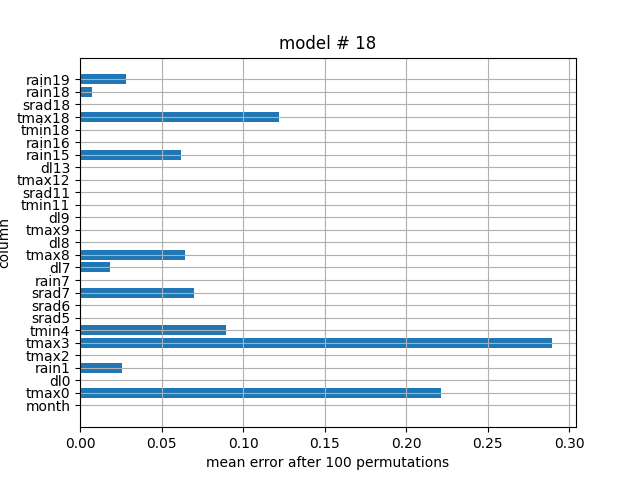 model # 18
rain19
rain18
srad18
tmax18
tmin18
rain16
rain15
dl13
tmax12
srad11
tmin11
dl9
tmax9
dl8
tmax8
dl7
rain7
srad7
srad6
srad5
tmin4
tmax3
tmax2
rain1
dl0
tmax0
month
column
0.00 0.05 0.10 0.15 0.20 0.25 0.30
mean error after 100 permutations